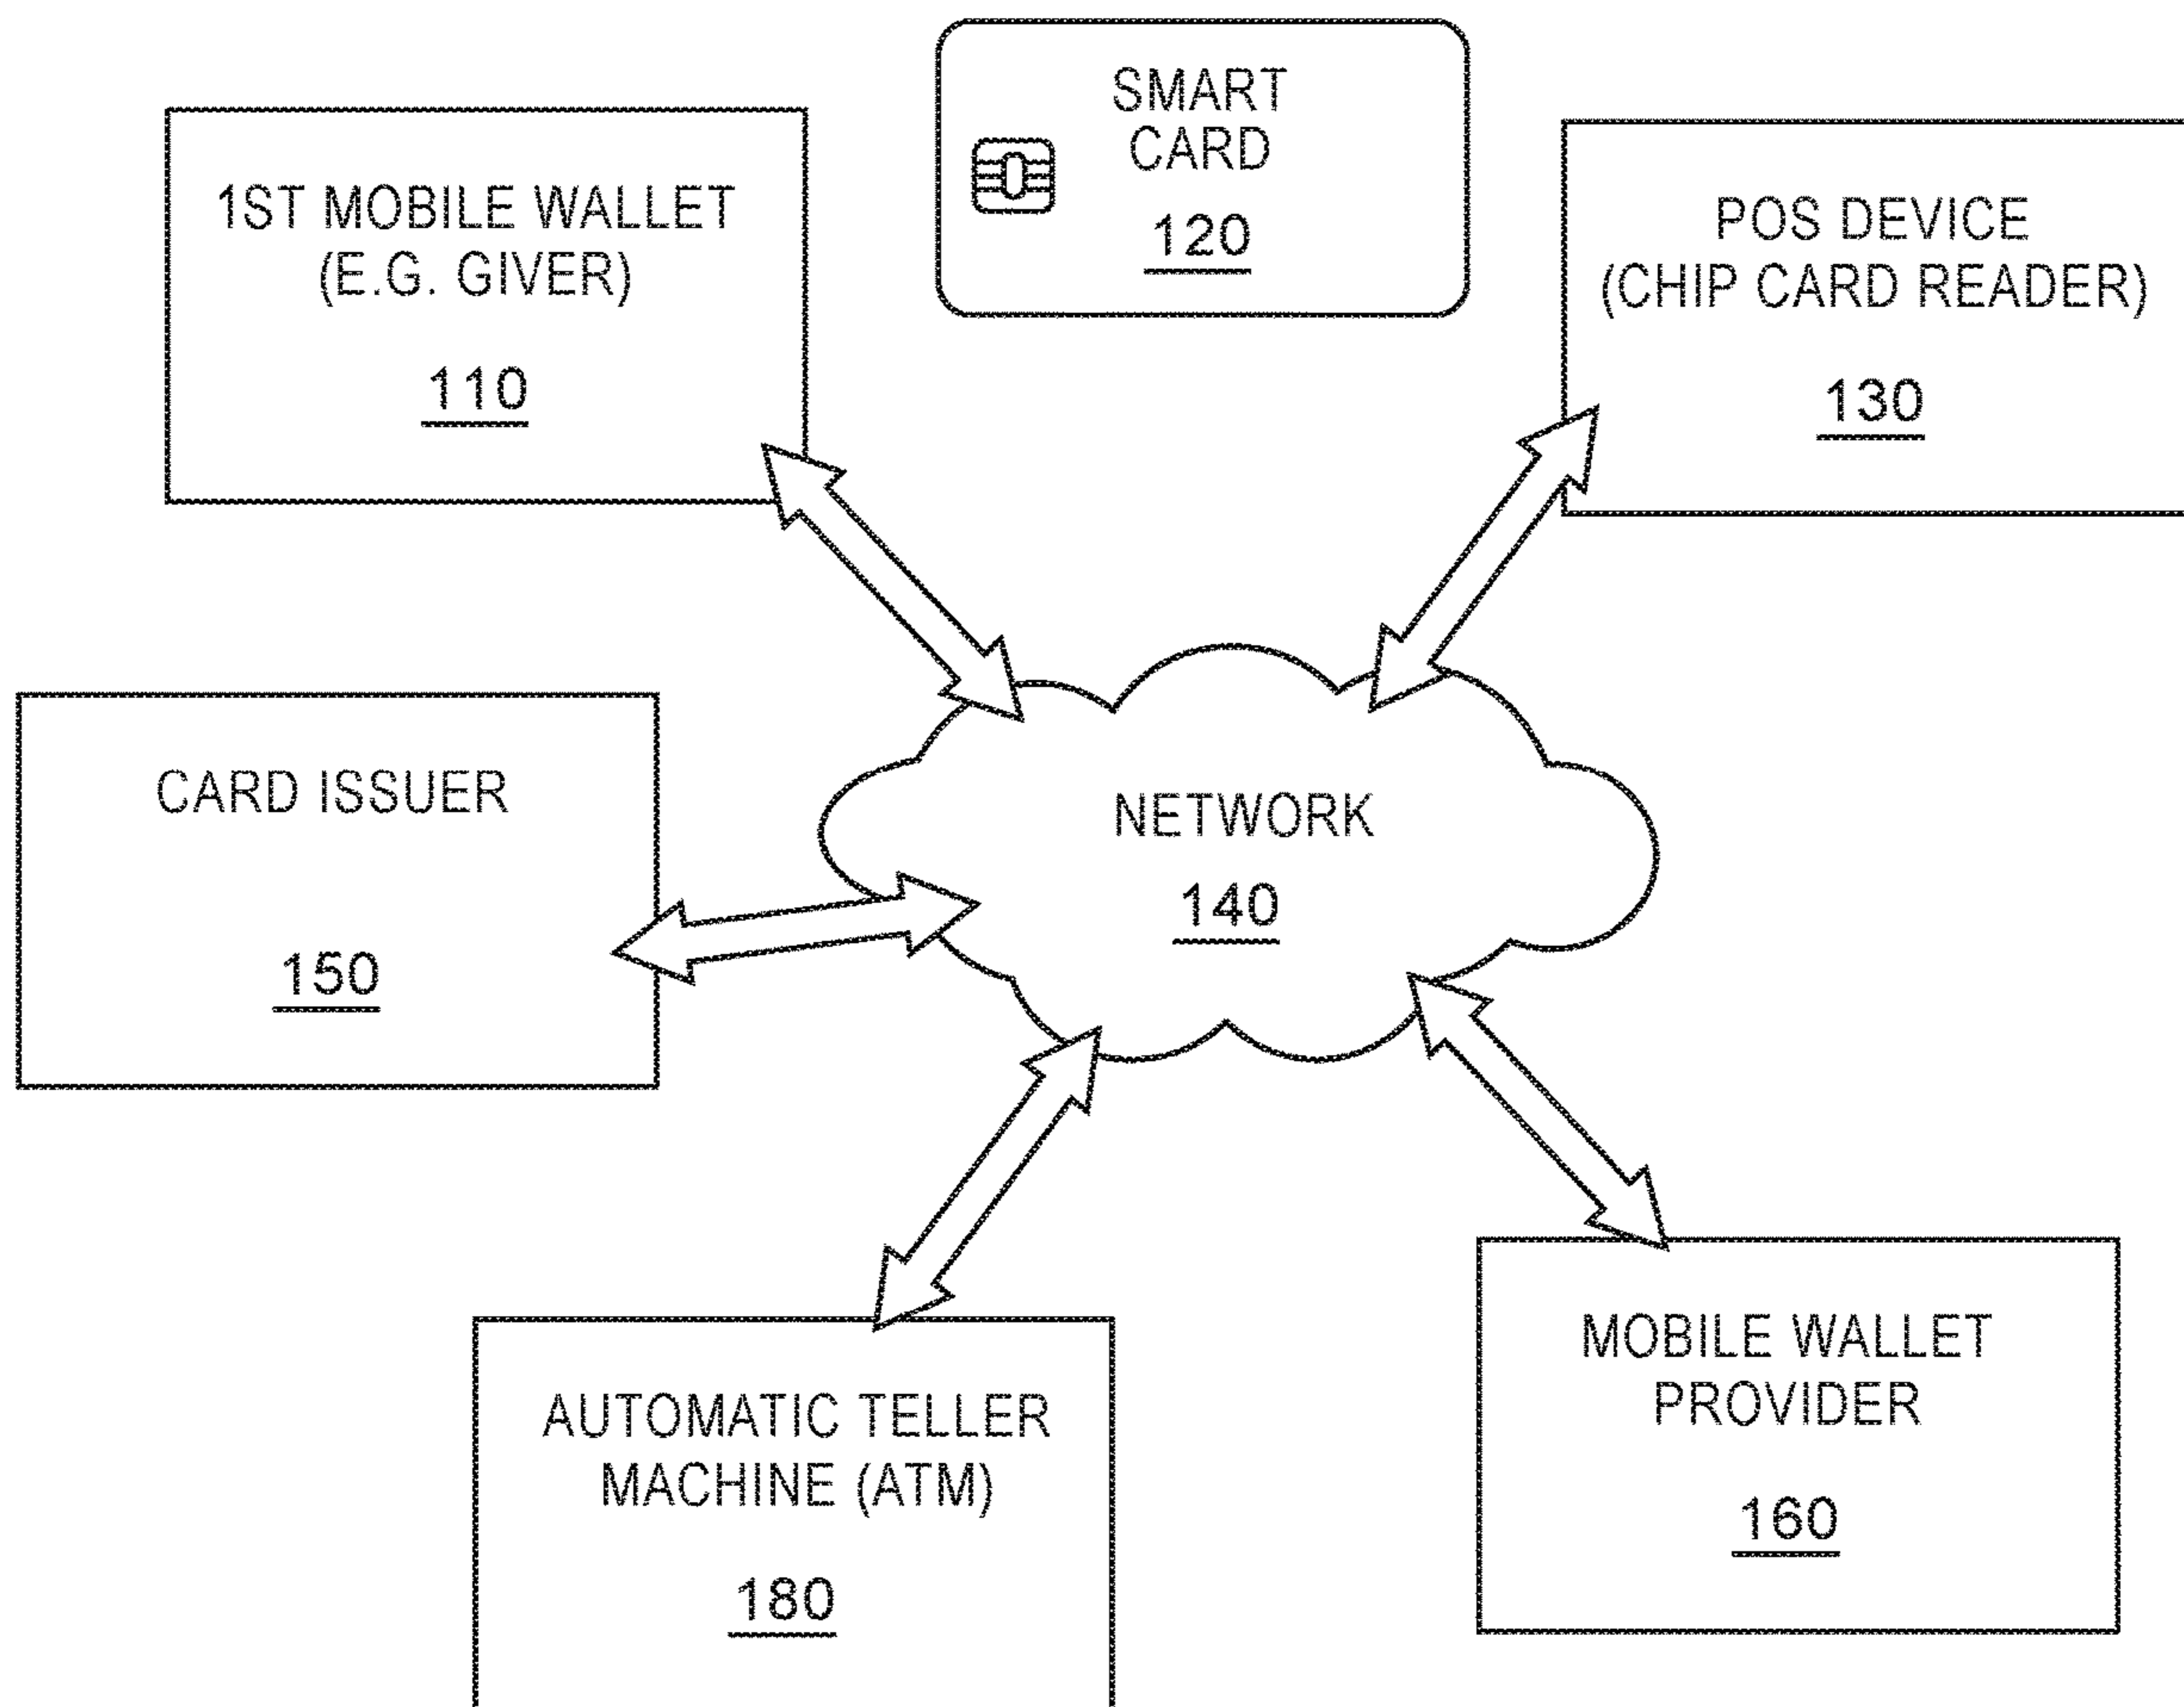 SMART
CARD
120
1ST MOBILE WALLET
(E.G. GIVER)
110
POS DEVICE
(CHIP CARD READER)
130
CARD ISSUER
150
NETWORK
140
AUTOMATIC TELLER
MACHINE (ATM)
180
MOBILE WALLET
PROVIDER
160